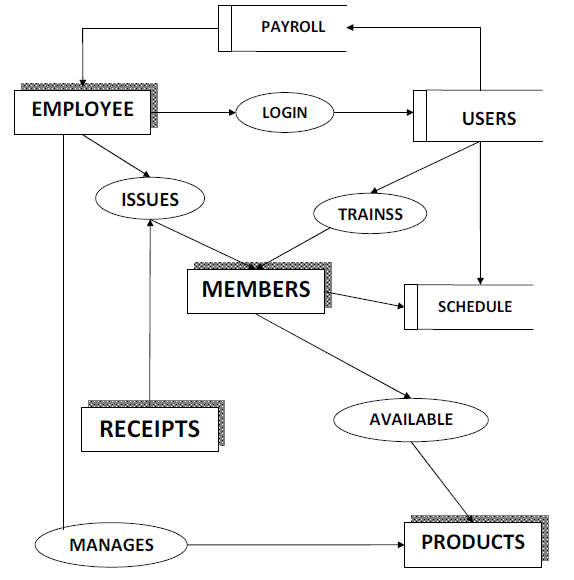 PAYROLL
EMPLOYEE
LOGIN
USERS
ISSUES
TRAINSS
MEMBERS
SCHEDULE
RECEIPTS
AVAILABLE
MANAGES
PRODUCTS